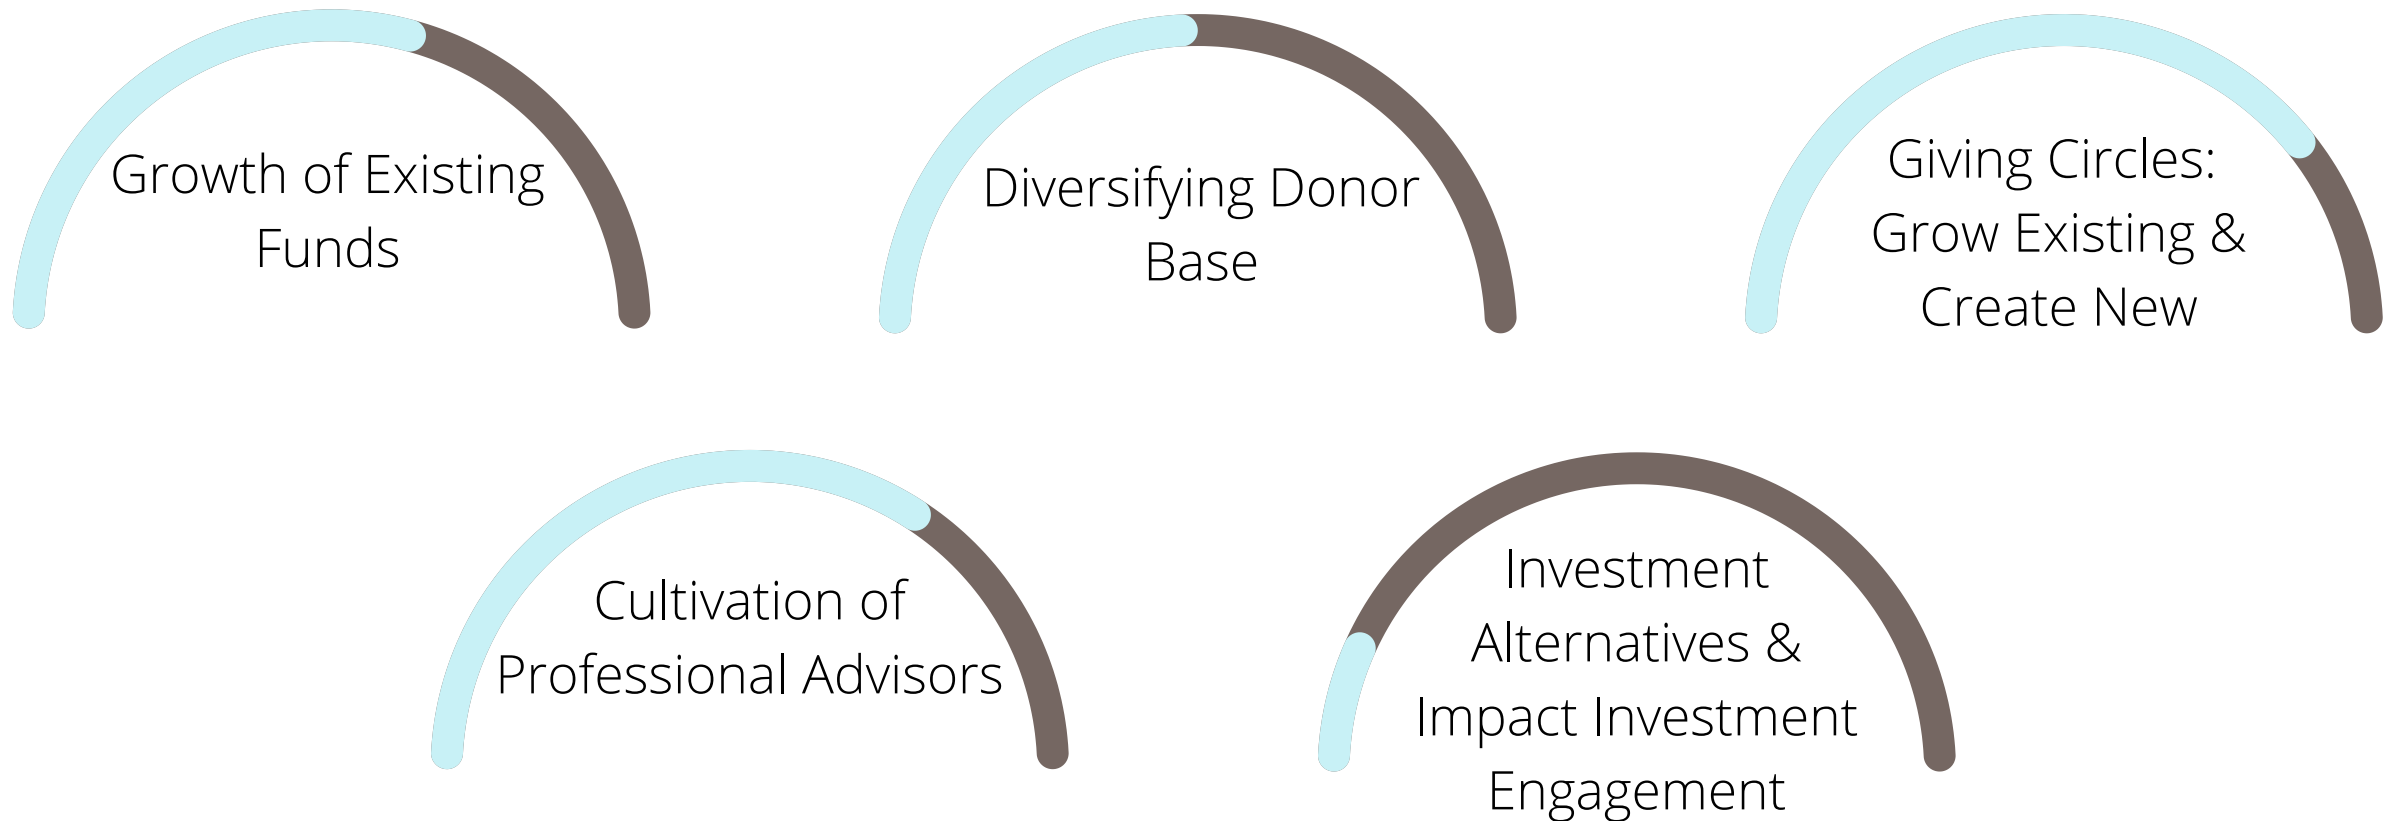 Growth of Existing
Funds
Diversifying Donor
Base
Giving Circles:
Grow Existing &
Create New
Cultivation of
Professional Advisors
Investment
Alternatives &
Impact Investment
Engagement